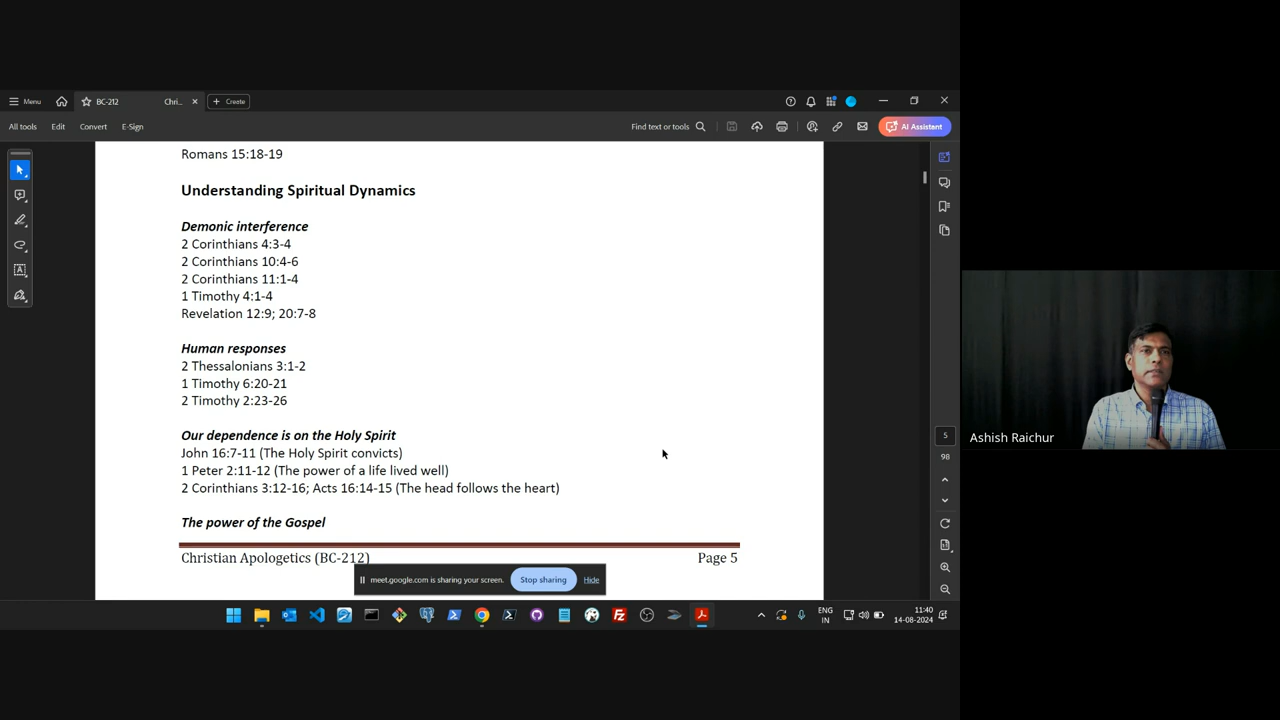 Menu
BC-212 Chri...
Create
All tools Edit Convert E-Sign
Find text or tools
AI Assistant
Romans 15:18-19
Understanding Spiritual Dynamics
Demonic interference
2 Corinthians 4:3-4
2 Corinthians 10:4-6
2 Corinthians 11:1-4
1 Timothy 4:1-4
Revelation 12:9; 20:7-8
Human responses
2 Thessalonians 3:1-2
1 Timothy 6:20-21
2 Timothy 2:23-26
Our dependence is on the Holy Spirit
John 16:7-11 (The Holy Spirit convicts)
1 Peter 2:11-12 (The power of a life lived well)
2 Corinthians 3:12-16; Acts 16:14-15 (The head follows the heart)
The power of the Gospel
Christian Apologetics (BC-212) Page 5
5
98
meet.google.com is sharing your screen. Stop sharing Hide
ENG
IN
11:40
14-08-2024
Ashish Raichur